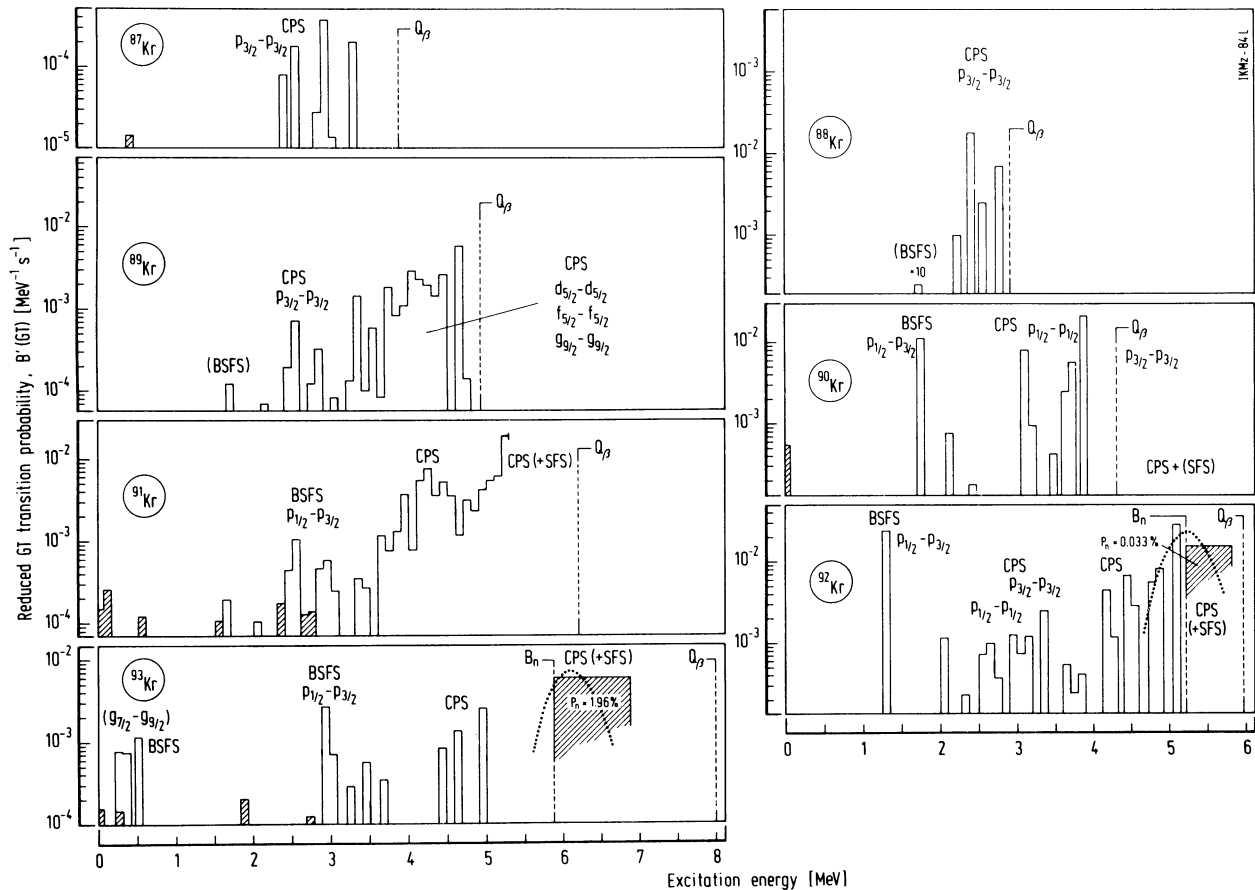 Reduced GT transition probability, B'(GT) [MeV⁻¹ s⁻¹]
⁸⁷Kr
10⁻⁴
10⁻⁵
CPS
p₃/₂-p₃/₂
Qᵦ
⁸⁹Kr
10⁻²
10⁻³
10⁻⁴
(BSFS)
CPS
p₃/₂-p₃/₂
Qᵦ
CPS
d₅/₂-d₅/₂
f₅/₂-f₅/₂
g₉/₂-g₉/₂
⁹¹Kr
10⁻²
10⁻³
10⁻⁴
BSFS
p₁/₂-p₃/₂
CPS
CPS (+SFS)
Qᵦ
⁹³Kr
10⁻²
10⁻³
10⁻⁴
(g₇/₂-g₉/₂)
BSFS
BSFS
p₁/₂-p₃/₂
CPS
Bₙ
CPS (+SFS)
Pₙ = 1.96%
Qᵦ
0 1 2 3 4 5 6 7 8
⁸⁸Kr
10⁻³
10⁻²
10⁻³
(BSFS)
×10
CPS
p₃/₂-p₃/₂
Qᵦ
IKMz-84L
⁹⁰Kr
10⁻²
10⁻³
BSFS
p₁/₂-p₃/₂
CPS
p₁/₂-p₁/₂
Qᵦ
p₃/₂-p₃/₂
CPS + (SFS)
⁹²Kr
10⁻²
10⁻³
BSFS
p₁/₂-p₃/₂
CPS
p₃/₂-p₃/₂
p₁/₂-p₁/₂
CPS
Bₙ
Pₙ = 0.033 %
Qᵦ
CPS
(+SFS)
0 1 2 3 4 5 6
Excitation energy [MeV]